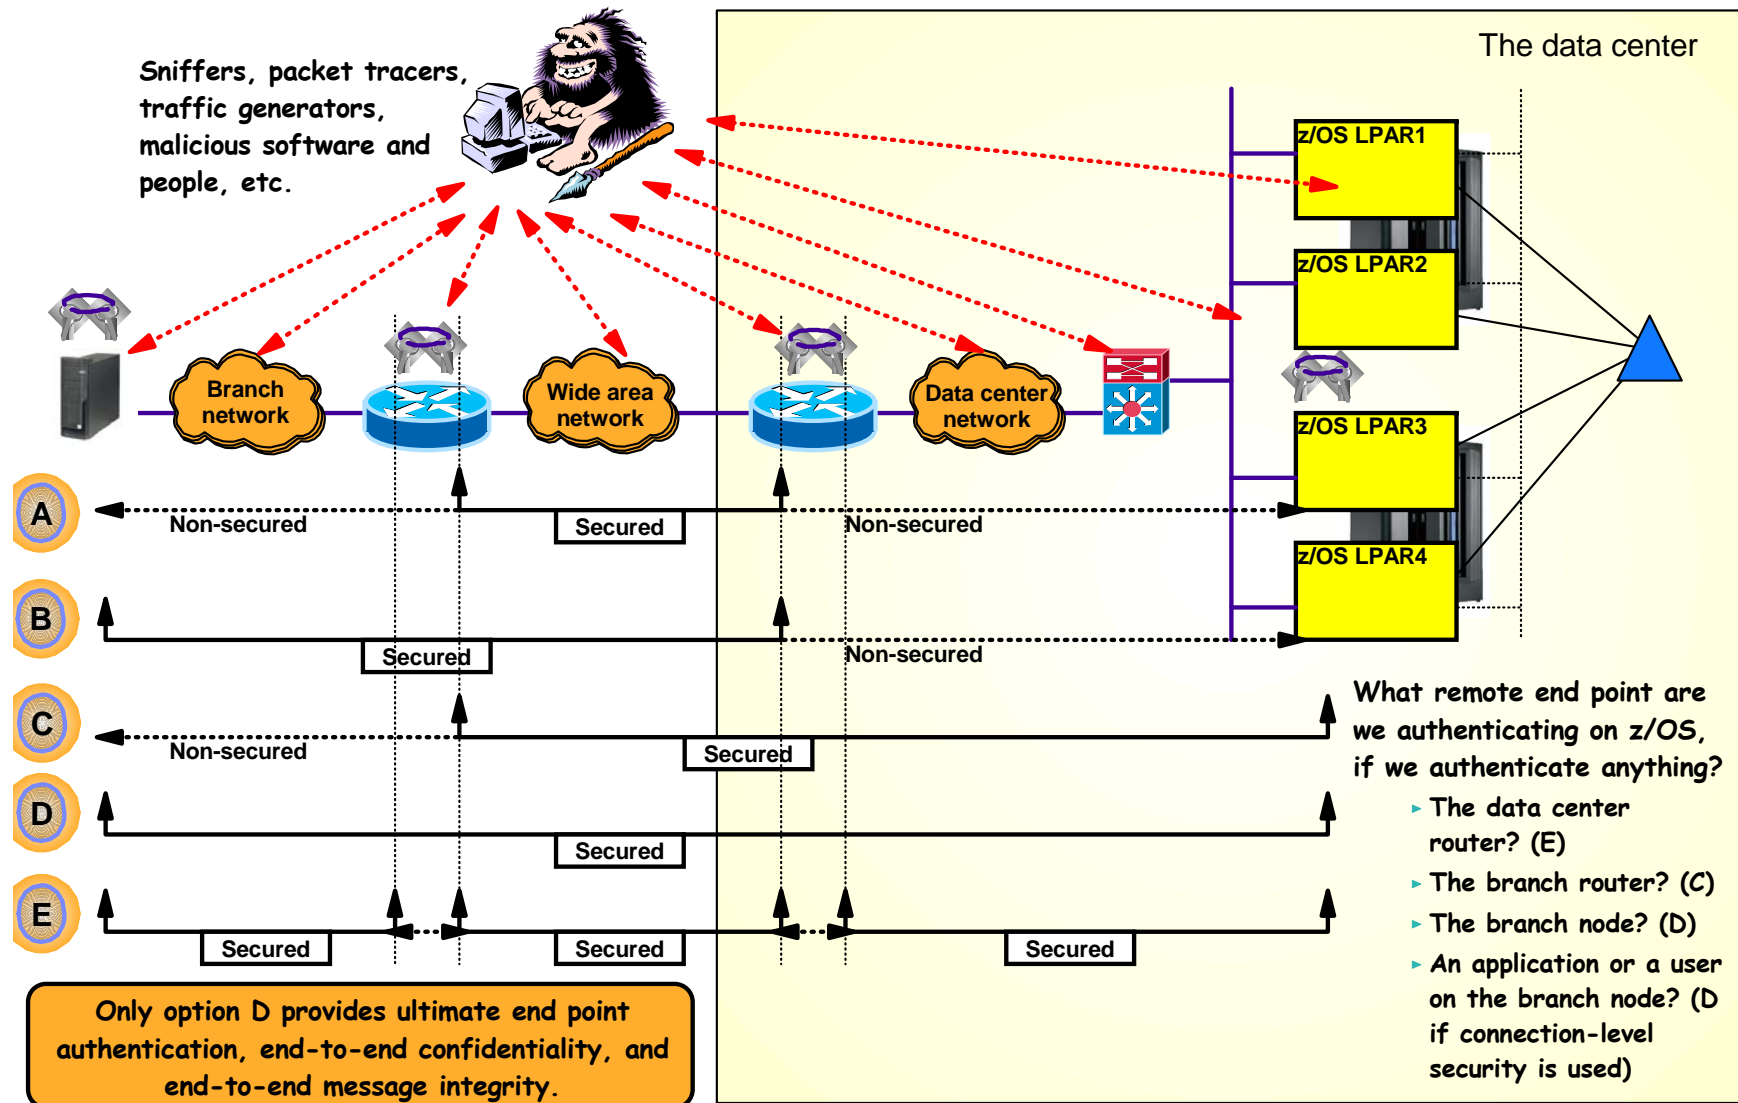 The data center
Sniffers, packet tracers,
traffic generators,
malicious software and
people, etc.
z/OS LPAR1
z/OS LPAR2
z/OS LPAR3
z/OS LPAR4
Branch
network
Wide area
network
Data center
network
A
Non-secured
Secured
Non-secured
B
Secured
Non-secured
C
Non-secured
Secured
D
Secured
E
Secured
Secured
Secured
What remote end point are
we authenticating on z/OS,
if we authenticate anything?
► The data center
router? (E)
► The branch router? (C)
► The branch node? (D)
► An application or a user
on the branch node? (D
if connection-level
security is used)
Only option D provides ultimate end point
authentication, end-to-end confidentiality, and
end-to-end message integrity.